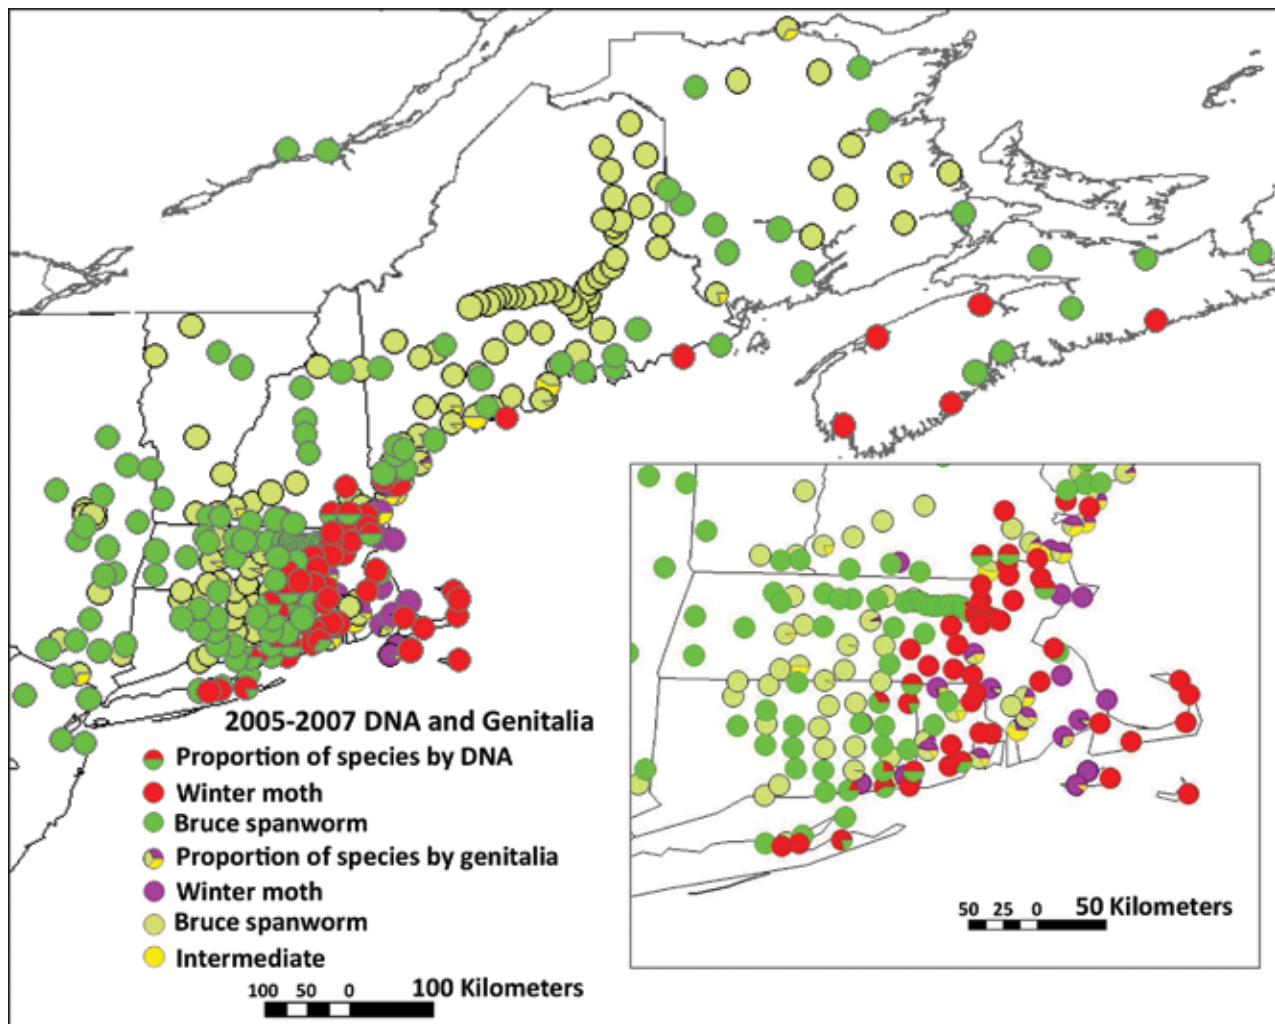 2005-2007 DNA and Genitalia
Proportion of species by DNA
Winter moth
Bruce spanworm
Proportion of species by genitalia
Winter moth
Bruce spanworm
Intermediate
100 50 0 100 Kilometers
50 25 0 50 Kilometers